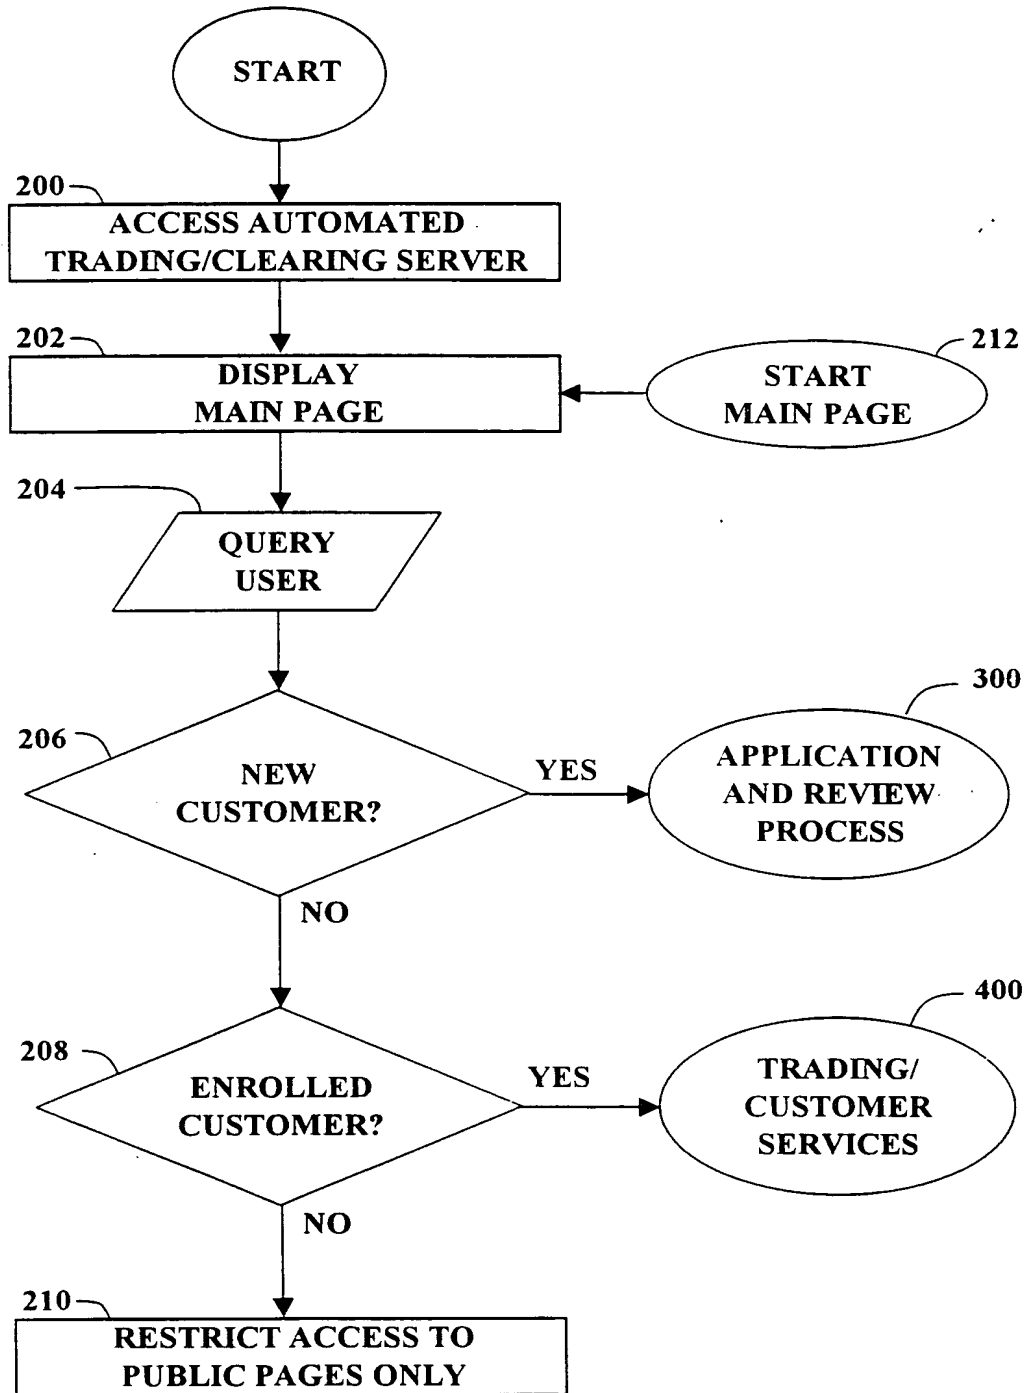 START
200
ACCESS AUTOMATED
TRADING/CLEARING SERVER
202
DISPLAY
MAIN PAGE
212
START
MAIN PAGE
204
QUERY
USER
206
NEW
CUSTOMER?
YES
300
APPLICATION
AND REVIEW
PROCESS
NO
208
ENROLLED
CUSTOMER?
YES
400
TRADING/
CUSTOMER
SERVICES
NO
210
RESTRICT ACCESS TO
PUBLIC PAGES ONLY